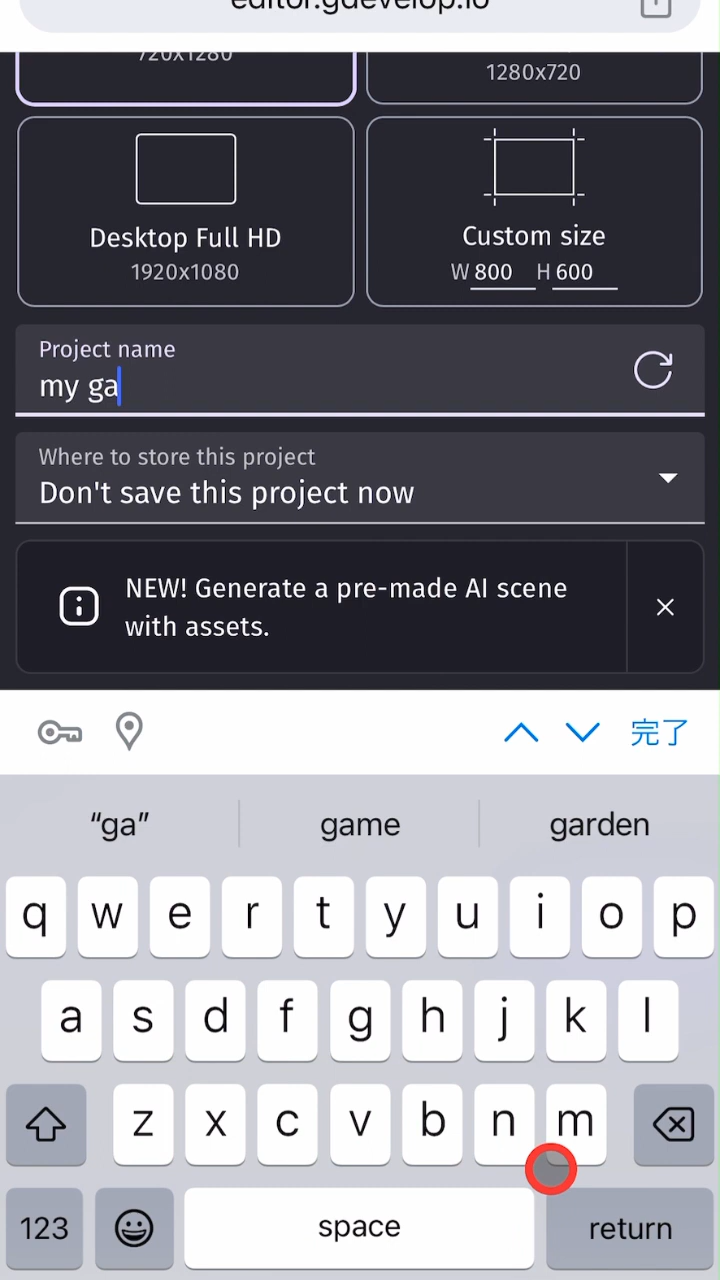 editor.gdevelop.io
720x1280
1280x720
Desktop Full HD
1920x1080
Custom size
W 800 H 600
Project name
my ga
Where to store this project
Don't save this project now
NEW! Generate a pre-made AI scene
with assets.
完了
“ga” game garden
q w e r t y u i o p
a s d f g h j k l
z x c v b n m
123 space return